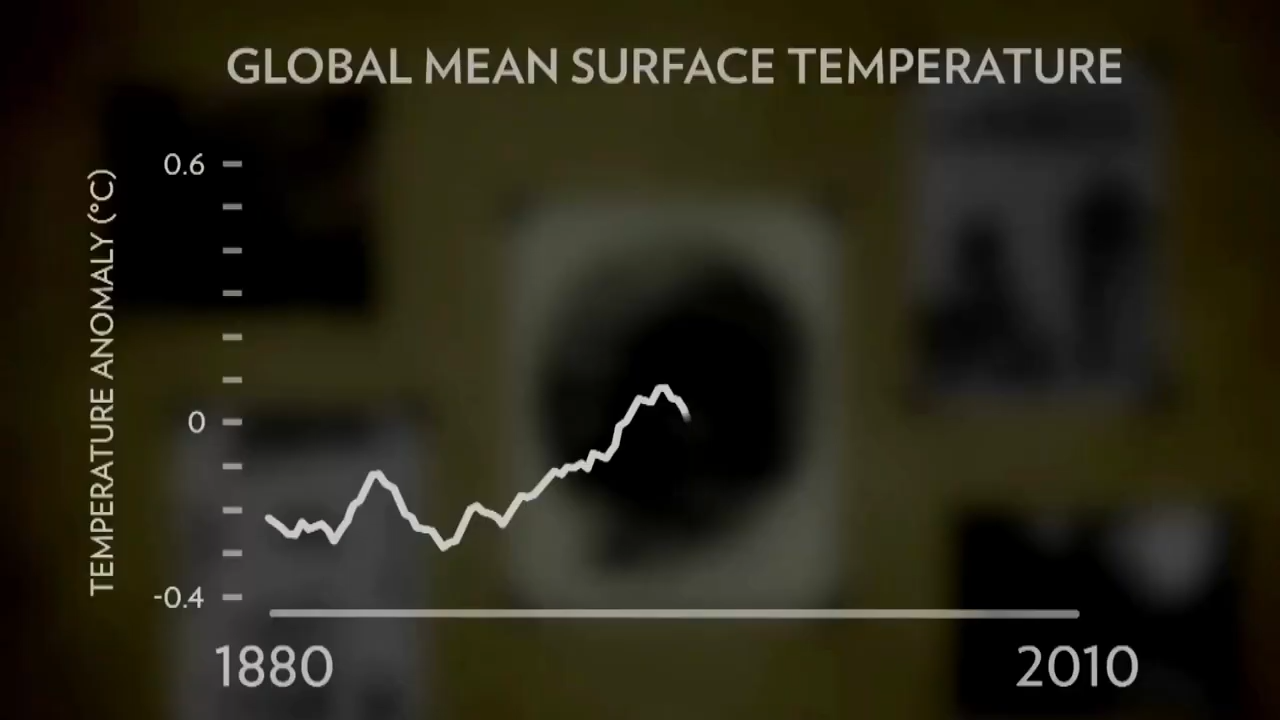 GLOBAL MEAN SURFACE TEMPERATURE
TEMPERATURE ANOMALY (°C)
0.6
0
-0.4
1880
2010